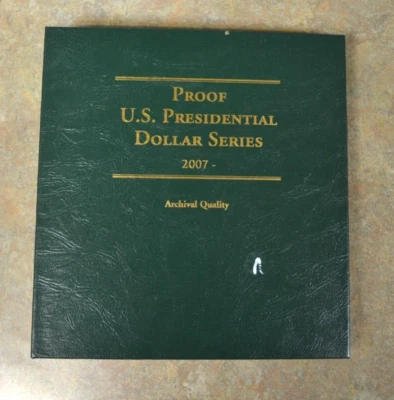 PROOF
U.S. PRESIDENTIAL
DOLLAR SERIES
2007 -
Archival Quality